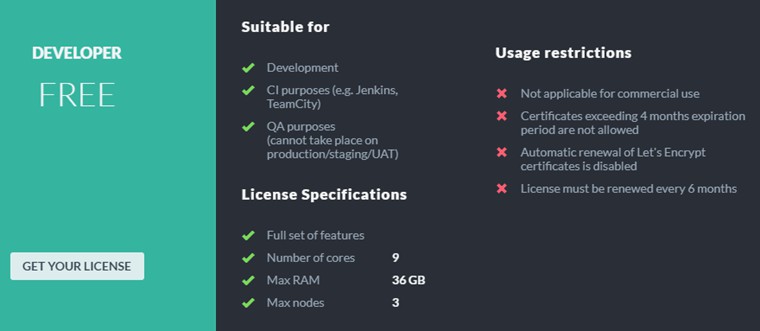 DEVELOPER
FREE
GET YOUR LICENSE
Suitable for
Development
CI purposes (e.g. Jenkins,
TeamCity)
QA purposes
(cannot take place on
production/staging/UAT)
License Specifications
Full set of features
Number of cores 9
Max RAM 36 GB
Max nodes 3
Usage restrictions
Not applicable for commercial use
Certificates exceeding 4 months expiration
period are not allowed
Automatic renewal of Let's Encrypt
certificates is disabled
License must be renewed every 6 months